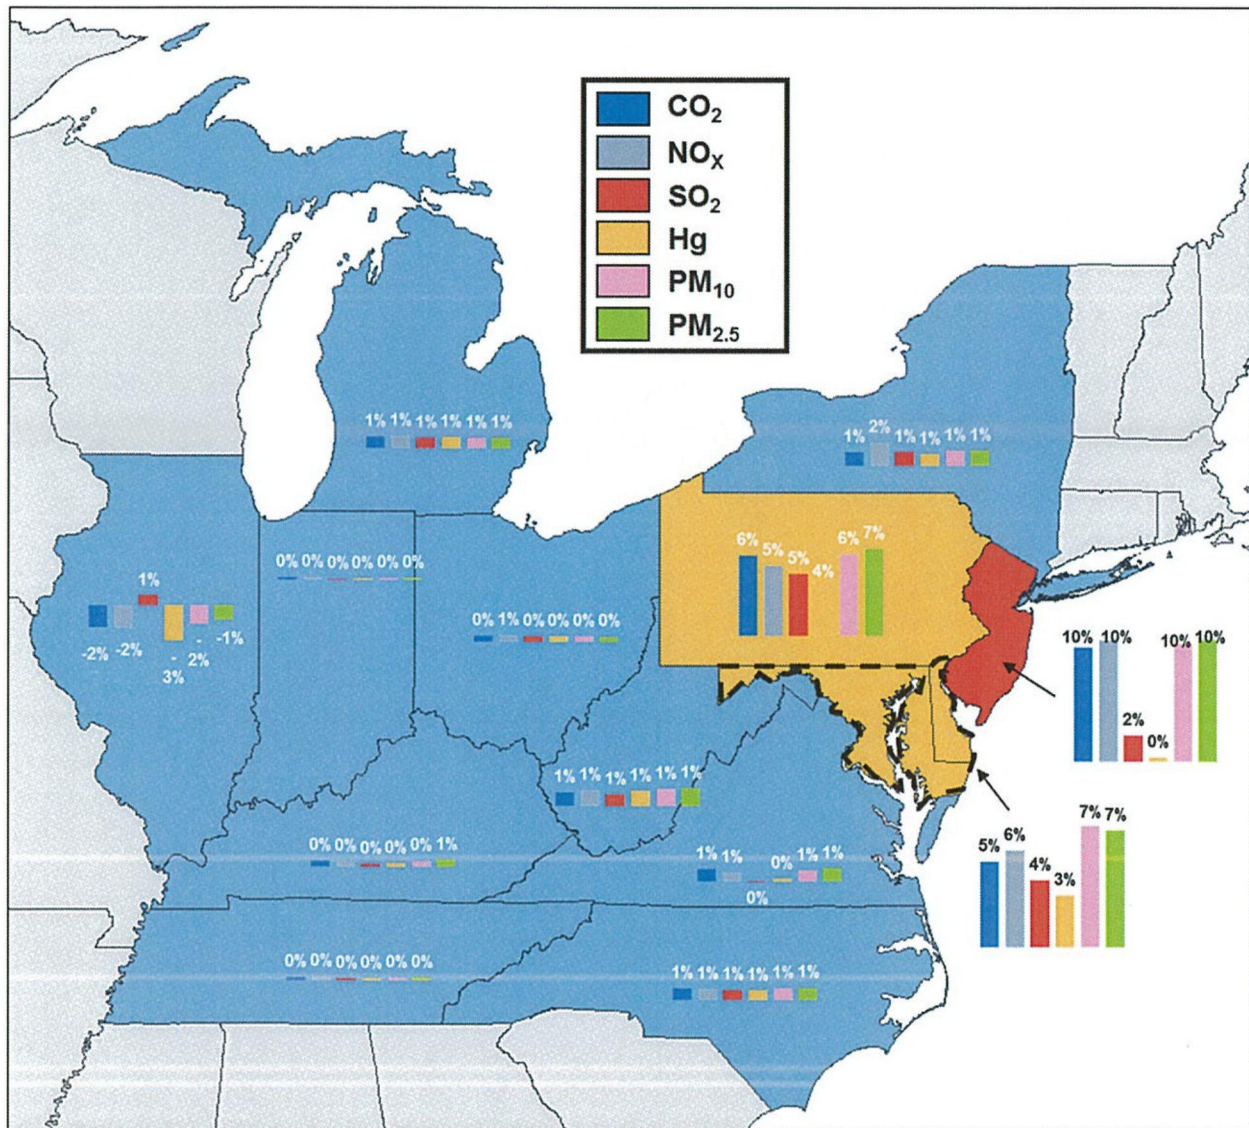 CO₂
NOₓ
SO₂
Hg
PM₁₀
PM₂.₅
1% 1% 1% 1% 1% 1%
1% 2% 1% 1% 1% 1%
6% 5% 5% 4% 6% 7%
0% 0% 0% 0% 0% 0%
1%
-2% -2% - 3% - 2% -1%
0% 1% 0% 0% 0% 0%
10% 10% 2% 0% 10% 10%
1% 1% 1% 1% 1% 1%
5% 6% 4% 3% 7% 7%
0% 0% 0% 0% 0% 1%
1% 1% 0% 1% 1%
0%
0% 0% 0% 0% 0% 0%
1% 1% 1% 1% 1% 1%